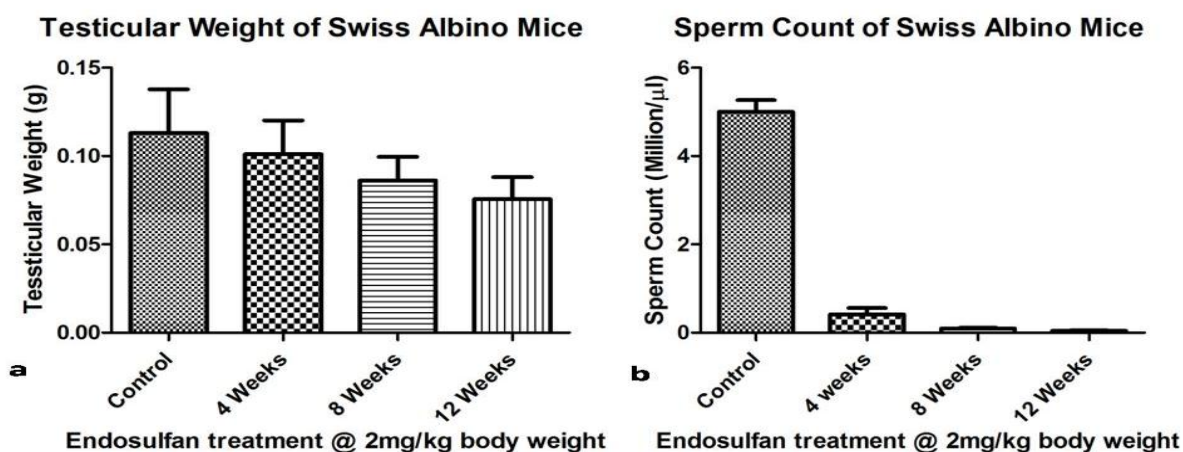 Testicular Weight of Swiss Albino Mice
Tessticular Weight (g)
0.15
0.10
0.05
0.00
Control
4 Weeks
8 Weeks
12 Weeks
a
Endosulfan treatment @ 2mg/kg body weight
Sperm Count of Swiss Albino Mice
Sperm Count (Million/μl)
6
4
2
0
Control
4 weeks
8 Weeks
12 Weeks
b
Endosulfan treatment @ 2mg/kg body weight